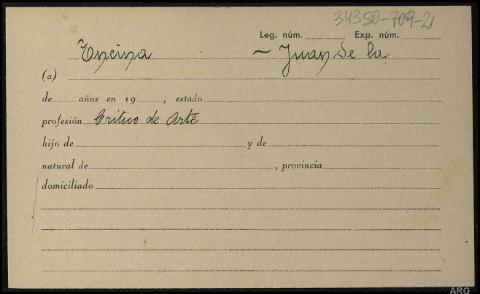 34350-709-21
Leg. núm. Exp. núm.
Encina ~ Juan de la
(a)
de años en 19 , estado
profesión Critico de Arte
hijo de y de
natural de , provincia
domiciliado
ARG